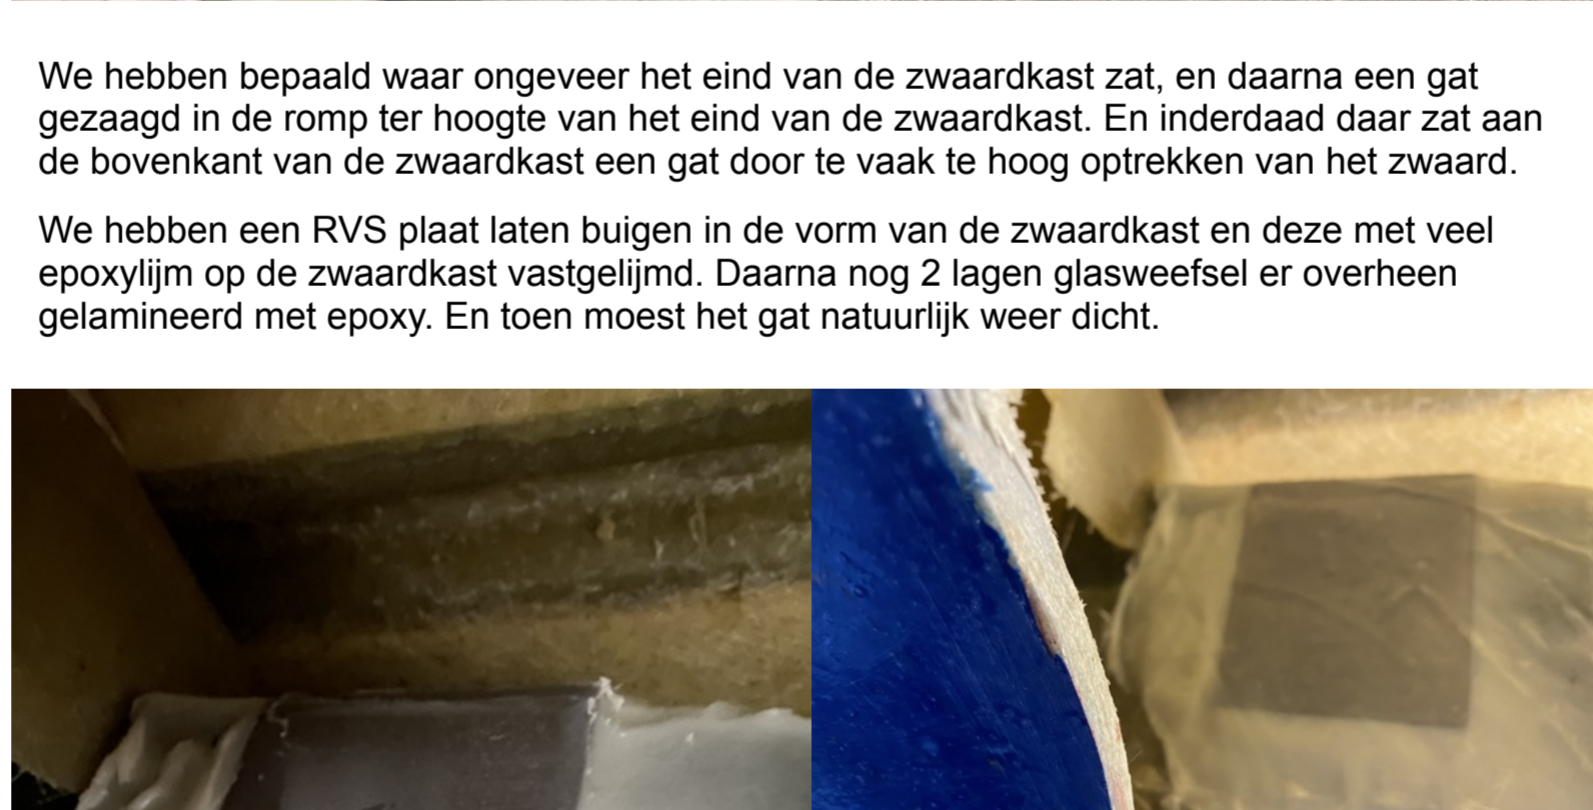 We hebben bepaald waar ongeveer het eind van de zwaardkast zat, en daarna een gat
gezaagd in de romp ter hoogte van het eind van de zwaardkast. En inderdaad daar zat aan
de bovenkant van de zwaardkast een gat door te vaak te hoog optrekken van het zwaard.
We hebben een RVS plaat laten buigen in de vorm van de zwaardkast en deze met veel
epoxylijm op de zwaardkast vastgelijmd. Daarna nog 2 lagen glasweefsel er overheen
gelamineerd met epoxy. En toen moest het gat natuurlijk weer dicht.